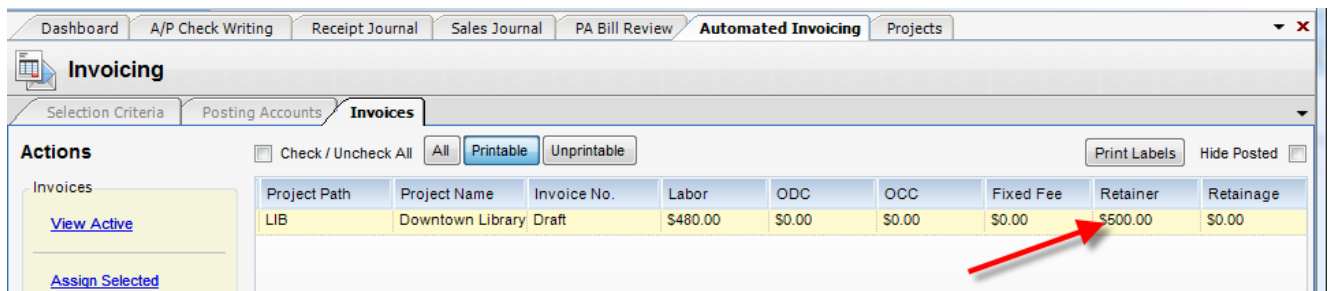 Dashboard A/P Check Writing Receipt Journal Sales Journal PA Bill Review Automated Invoicing Projects
Invoicing
Selection Criteria Posting Accounts Invoices
Actions Check / Uncheck All All Printable Unprintable Print Labels Hide Posted
Invoices Project Path Project Name Invoice No. Labor ODC OCC Fixed Fee Retainer Retainage
View Active LIB Downtown Library Draft $480.00 $0.00 $0.00 $0.00 $500.00 $0.00
Assign Selected